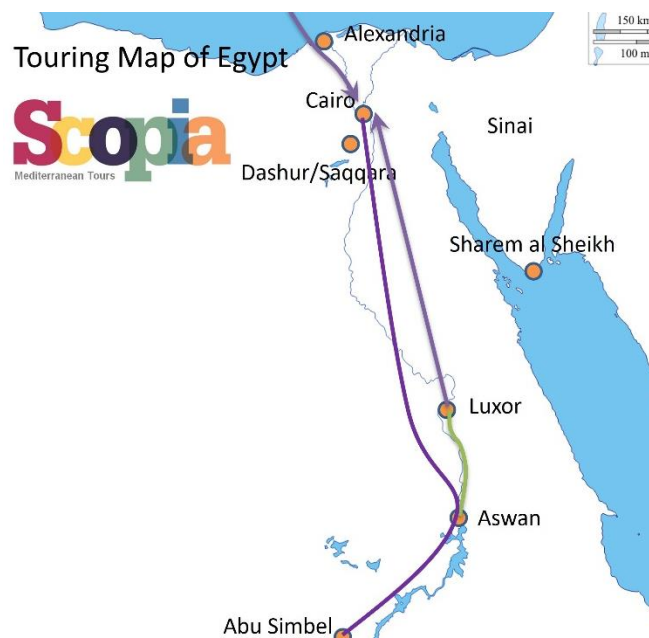 Touring Map of Egypt
Scopia
Mediterranean Tours
Alexandria
150 km
100 m
Cairo
Sinai
Dashur/Saqqara
Sharem al Sheikh
Luxor
Aswan
Abu Simbel